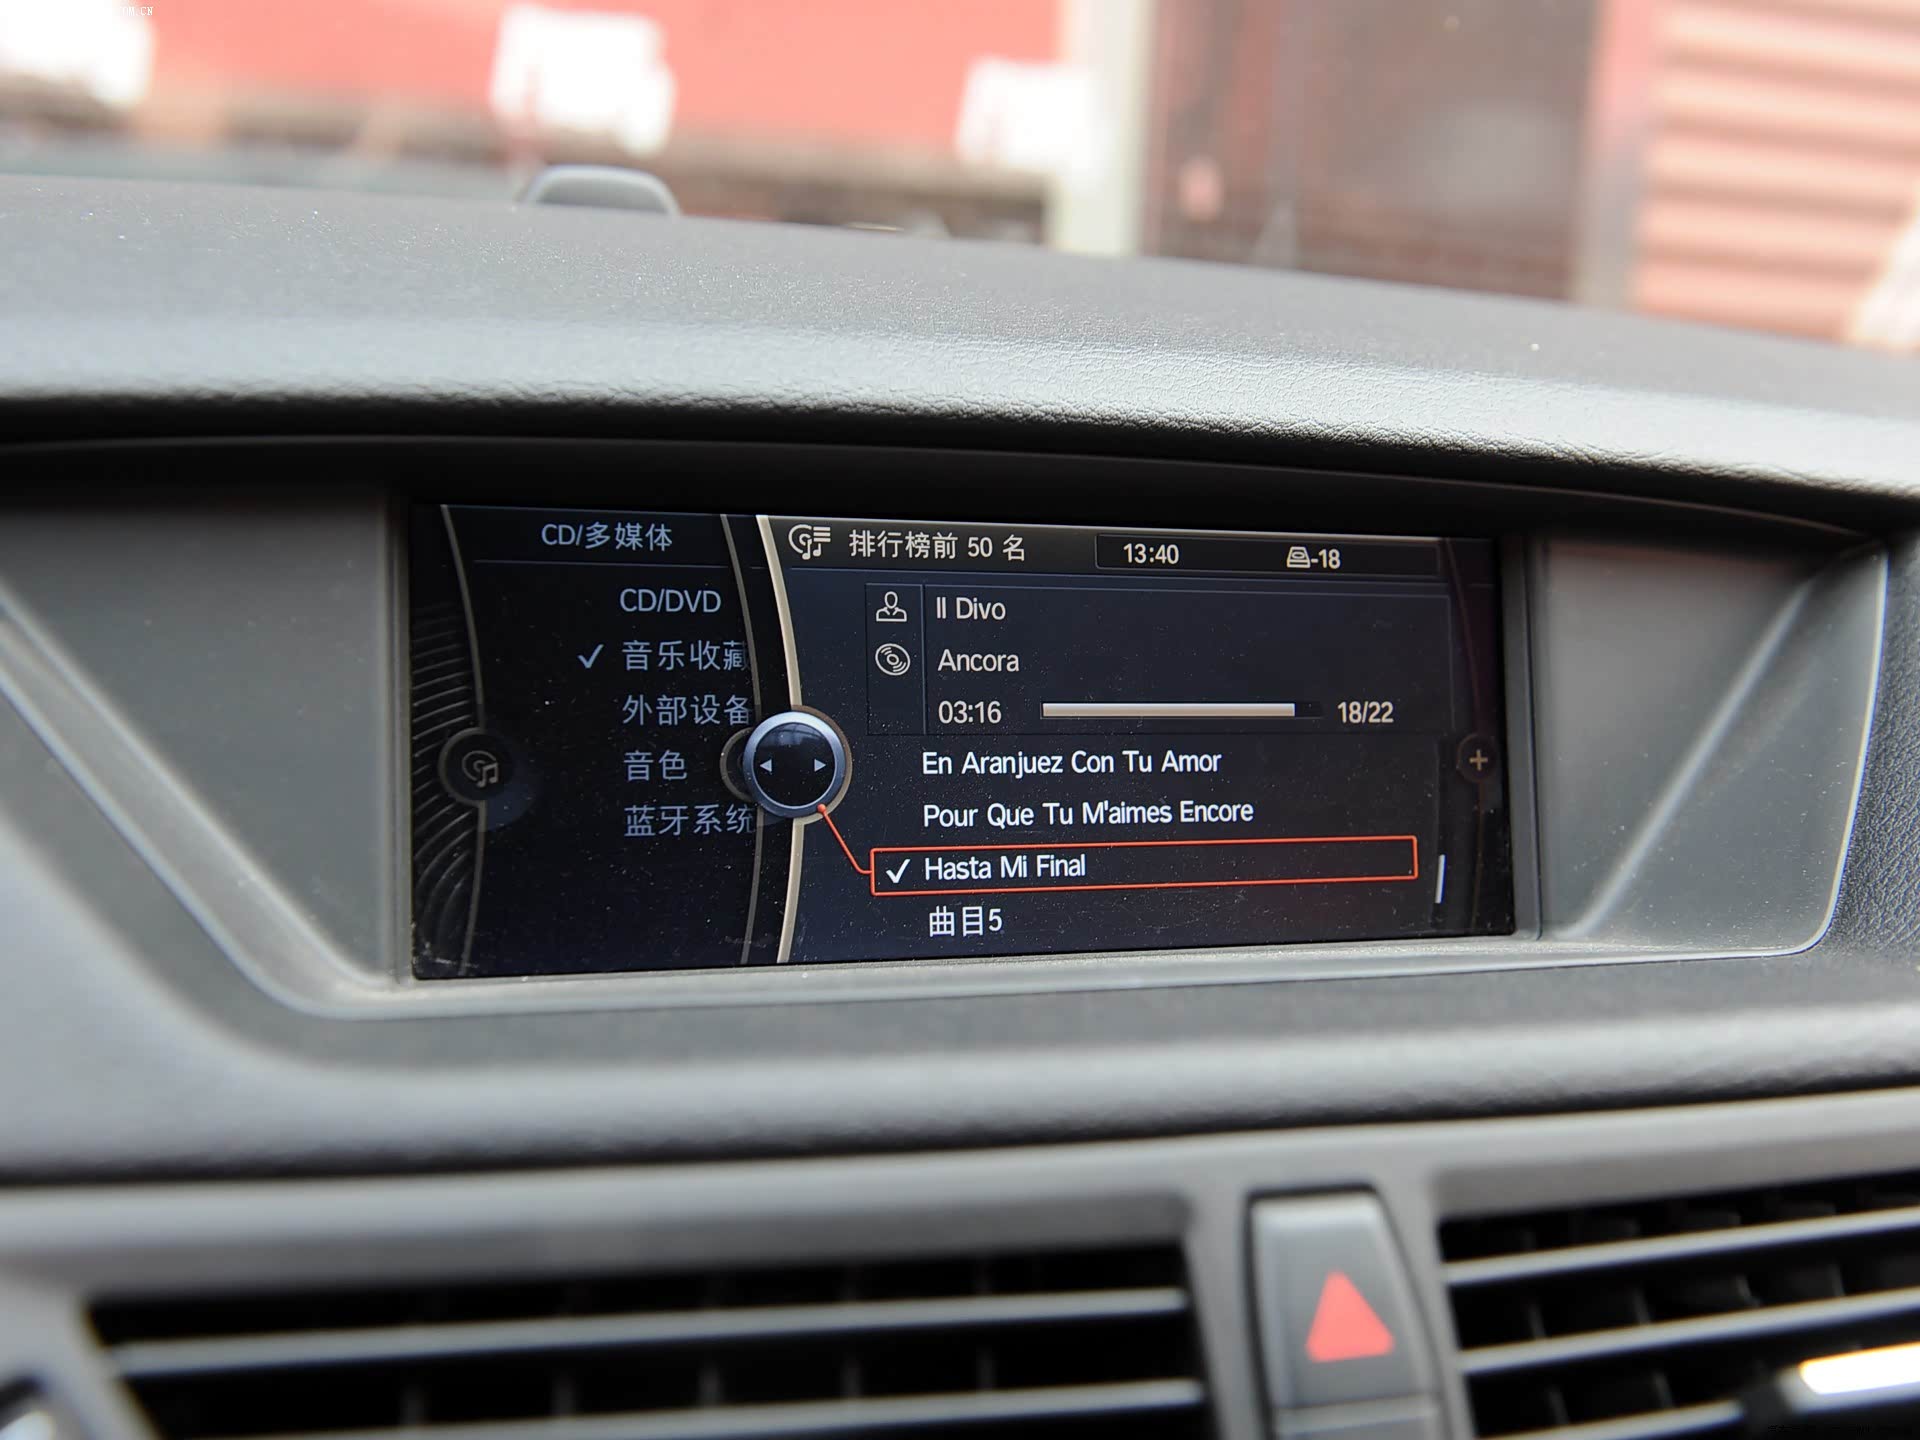 COM.CN
CD/多媒体
CD/DVD
音乐收藏
外部设备
音色
蓝牙系统
排行榜前 50 名
13:40
-18
Il Divo
Ancora
03:16
18/22
En Aranjuez Con Tu Amor
Pour Que Tu M'aimes Encore
Hasta Mi Final
曲目5